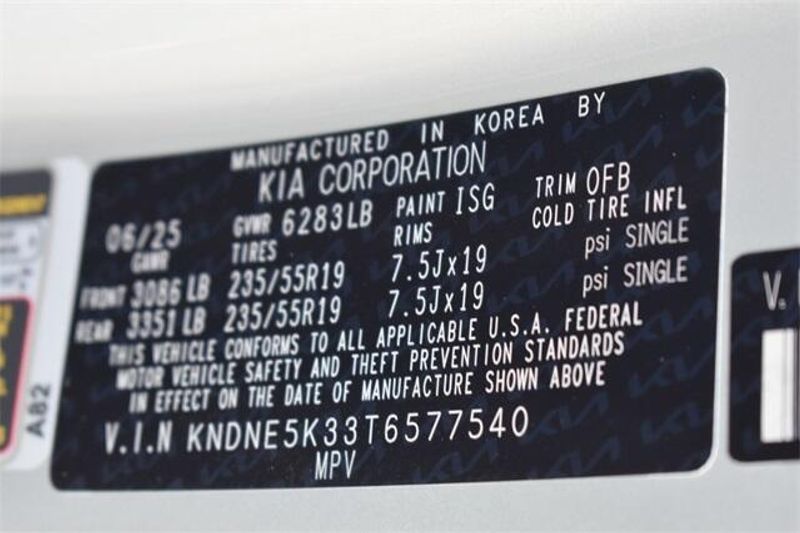 MANUFACTURED IN KOREA BY
KIA CORPORATION
06/25 GVWR 6283LB PAINT ISG TRIM OFB
GAWR TIRES RIMS COLD TIRE INFL
FRONT 3086 LB 235/55R19 7.5Jx19 psi SINGLE
REAR 3351 LB 235/55R19 7.5Jx19 psi SINGLE
THIS VEHICLE CONFORMS TO ALL APPLICABLE U.S.A. FEDERAL
MOTOR VEHICLE SAFETY AND THEFT PREVENTION STANDARDS
IN EFFECT ON THE DATE OF MANUFACTURE SHOWN ABOVE
V.I.N KNDNE5K33T6577540
MPV
A82
V.